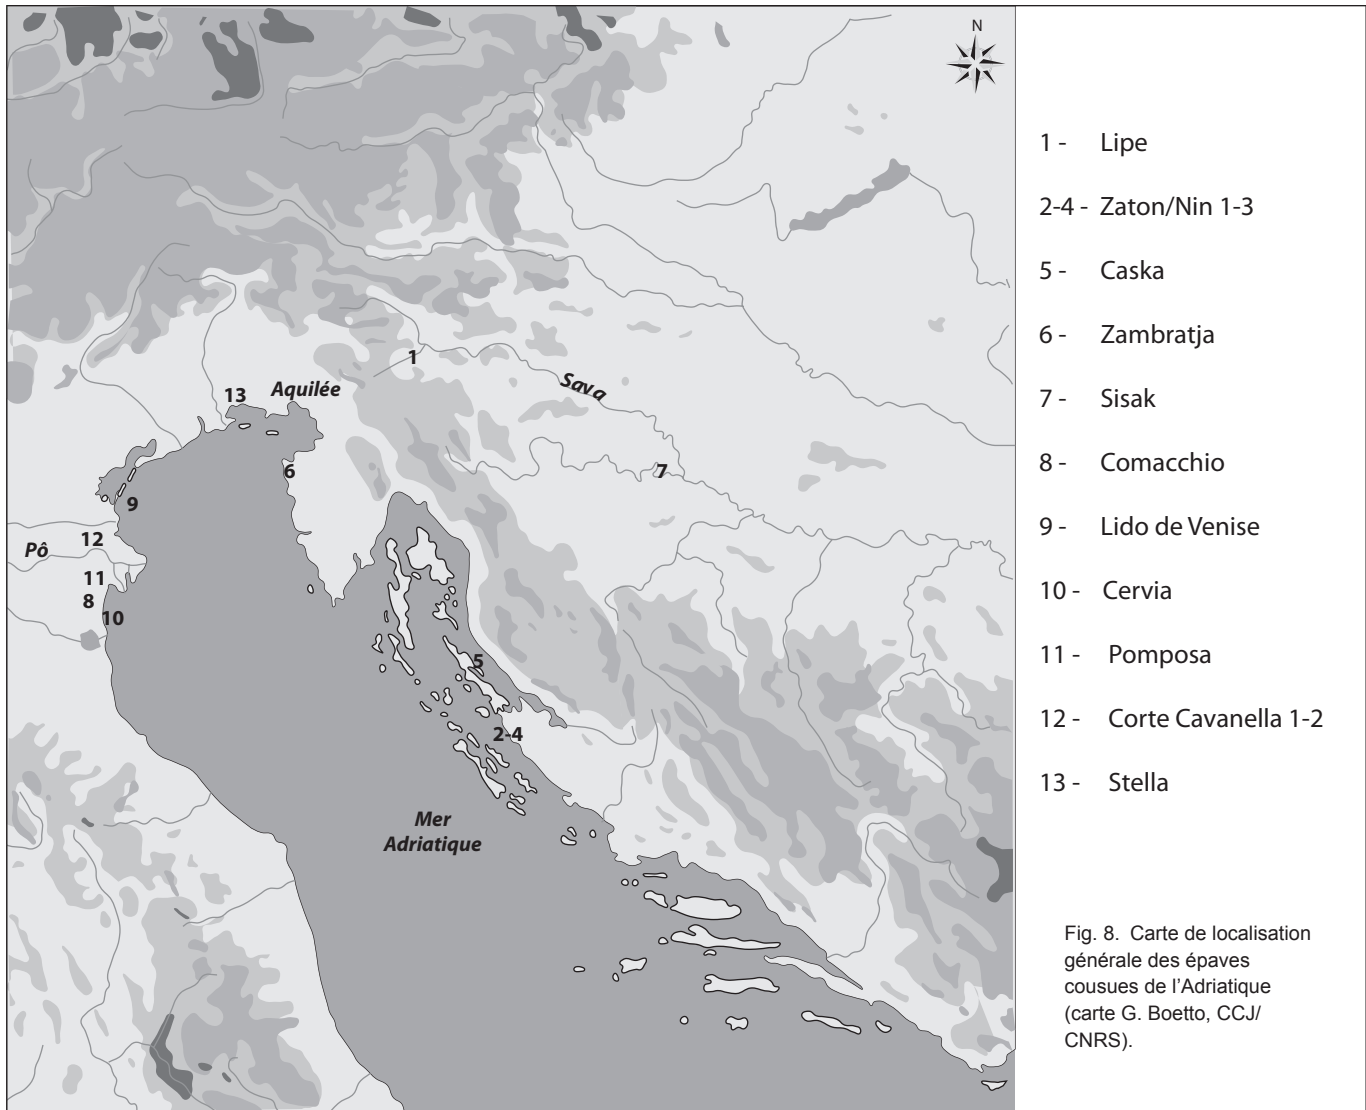 N
1
Sava
13
Aquilée
6
7
9
12
Pô
11
8
10
5
2-4
Mer
Adriatique
1 - Lipe
2-4 - Zaton/Nin 1-3
5 - Caska
6 - Zambratja
7 - Sisak
8 - Comacchio
9 - Lido de Venise
10 - Cervia
11 - Pomposa
12 - Corte Cavanella 1-2
13 - Stella
Fig. 8. Carte de localisation
générale des épaves
cousues de l’Adriatique
(carte G. Boetto, CCJ/
CNRS).